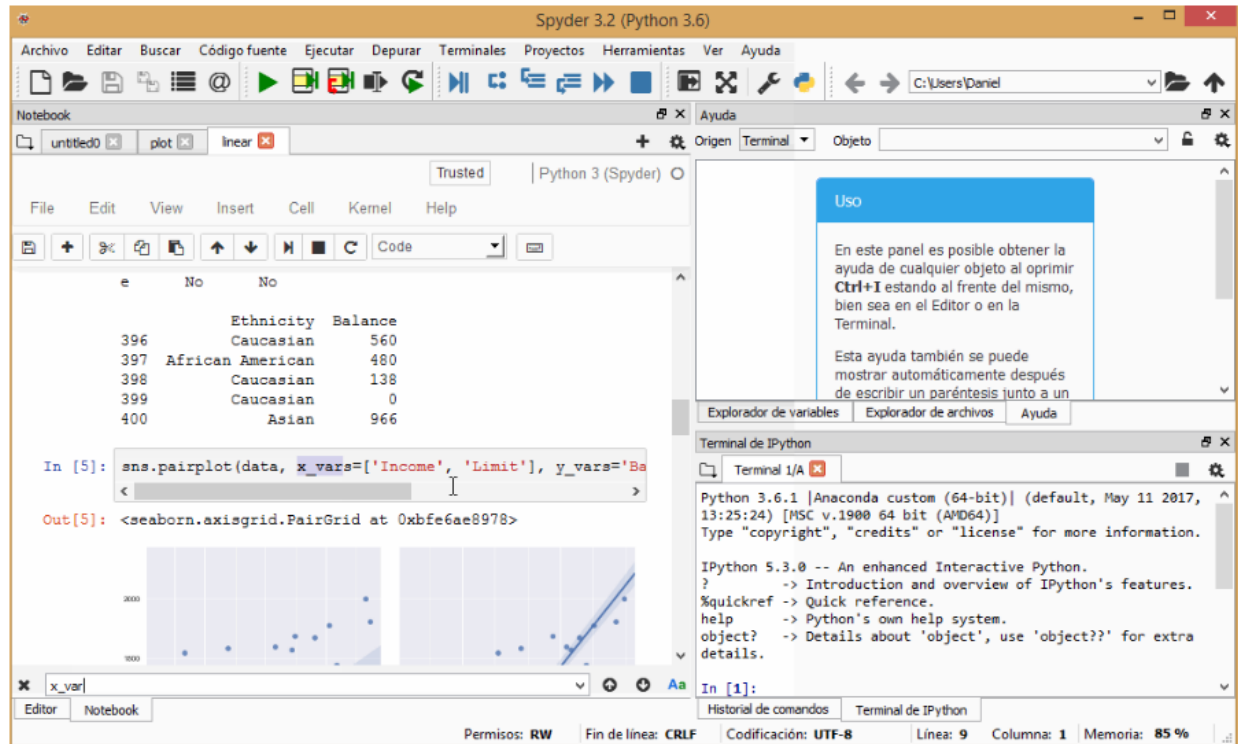 Spyder 3.2 (Python 3.6)
Archivo Editar Buscar Código fuente Ejecutar Depurar Terminales Proyectos Herramientas Ver Ayuda
C:\Users\Daniel
Notebook
untitled0 plot linear
Trusted Python 3 (Spyder)
File Edit View Insert Cell Kernel Help
Code
e No No
Ethnicity Balance
396 Caucasian 560
397 African American 480
398 Caucasian 138
399 Caucasian 0
400 Asian 966
In [5]: sns.pairplot(data, x_vars=['Income', 'Limit'], y_vars='Ba
Out[5]: <seaborn.axisgrid.PairGrid at 0xbfe6ae8978>
2000
1800
x_var
Aa
Editor Notebook
Ayuda
Origen Terminal Objeto
Uso
En este panel es posible obtener la
ayuda de cualquier objeto al oprimir
Ctrl+I estando al frente del mismo,
bien sea en el Editor o en la
Terminal.
Esta ayuda también se puede
mostrar automáticamente después
de escribir un paréntesis junto a un
Explorador de variables Explorador de archivos Ayuda
Terminal de IPython
Terminal 1/A
Python 3.6.1 |Anaconda custom (64-bit)| (default, May 11 2017,
13:25:24) [MSC v.1900 64 bit (AMD64)]
Type "copyright", "credits" or "license" for more information.
IPython 5.3.0 -- An enhanced Interactive Python.
? -> Introduction and overview of IPython's features.
%quickref -> Quick reference.
help -> Python's own help system.
object? -> Details about 'object', use 'object??' for extra
details.
In [1]:
Historial de comandos Terminal de IPython
Permisos: RW Fin de línea: CRLF Codificación: UTF-8 Línea: 9 Columna: 1 Memoria: 85 %